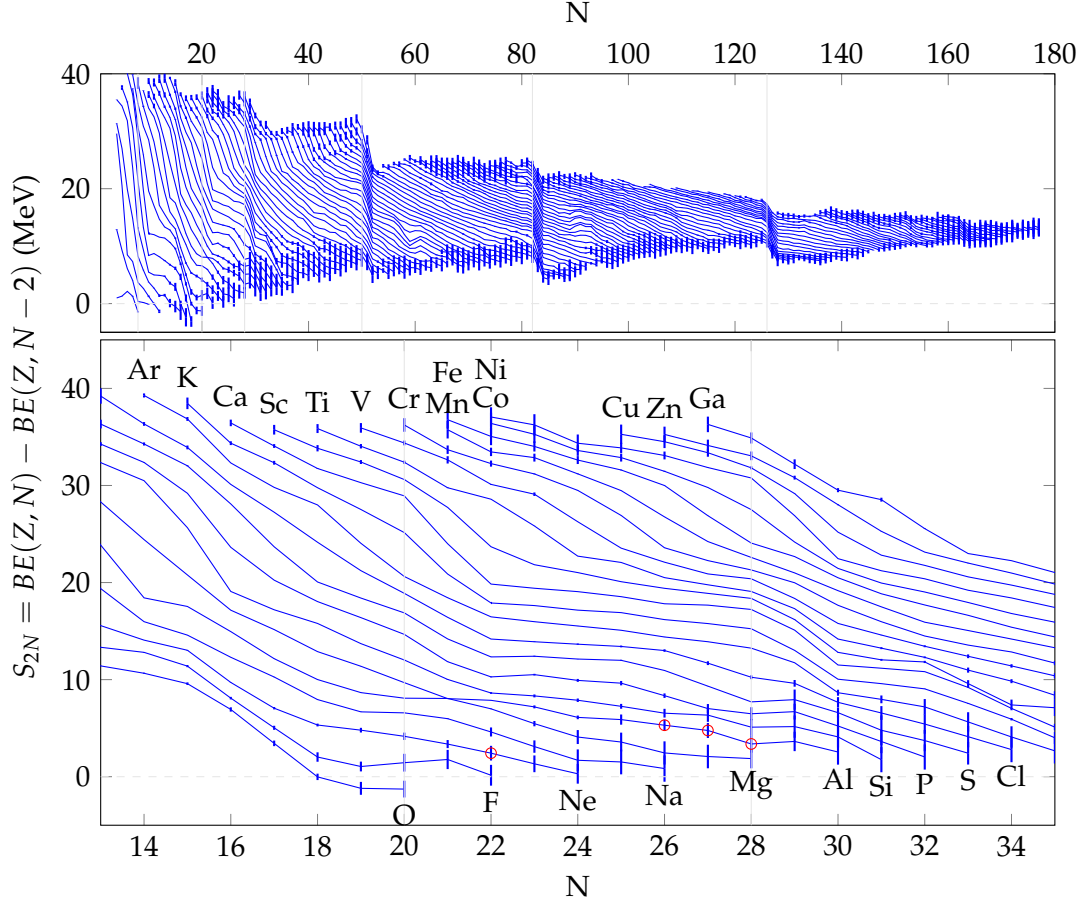 N
20 40 60 80 100 120 140 160 180
40
20
0
S2N = BE(Z, N) − BE(Z, N − 2) (MeV)
40
30
20
10
0
Ar K Ca Sc Ti V Cr Fe Mn Ni Co Cu Zn Ga
O F Ne Na Mg Al Si P S Cl
14 16 18 20 22 24 26 28 30 32 34
N